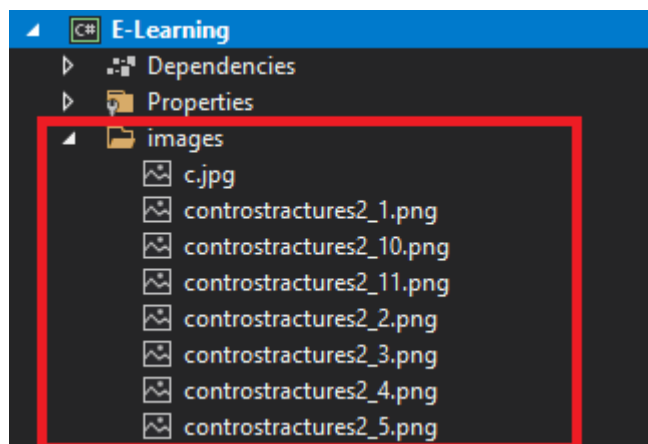 C# E-Learning
Dependencies
Properties
images
c.jpg
controstractures2_1.png
controstractures2_10.png
controstractures2_11.png
controstractures2_2.png
controstractures2_3.png
controstractures2_4.png
controstractures2_5.png